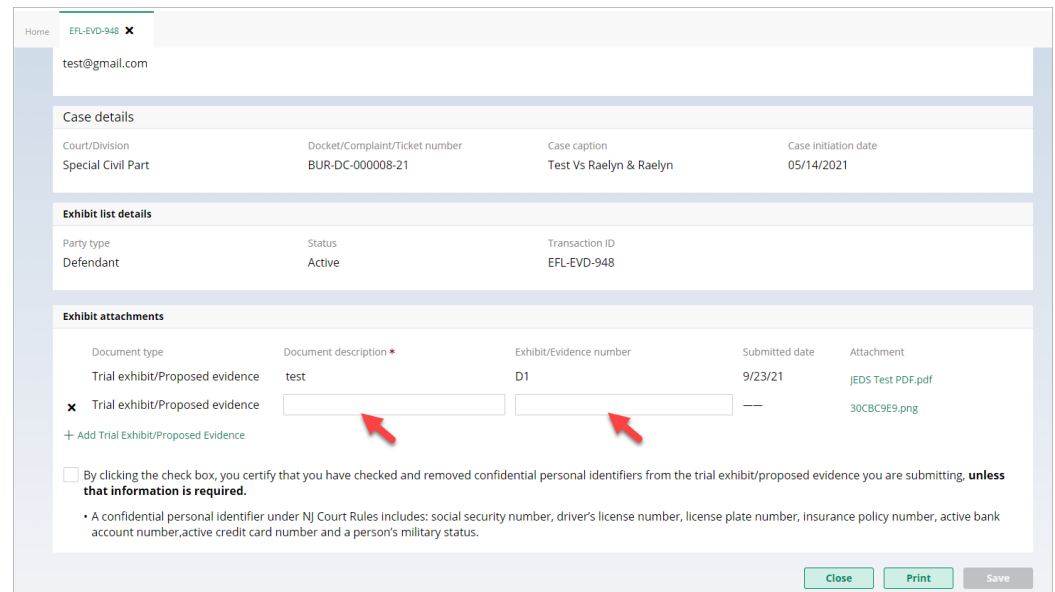 Home EFL-EVD-948 ✖
test@gmail.com
Case details
Court/Division Docket/Complaint/Ticket number Case caption Case initiation date
Special Civil Part BUR-DC-000008-21 Test Vs Raelyn & Raelyn 05/14/2021
Exhibit list details
Party type Status Transaction ID
Defendant Active EFL-EVD-948
Exhibit attachments
Document type Document description * Exhibit/Evidence number Submitted date Attachment
Trial exhibit/Proposed evidence test D1 9/23/21 JEDS Test PDF.pdf
✖ Trial exhibit/Proposed evidence —— 30CBC9E9.png
+ Add Trial Exhibit/Proposed Evidence
By clicking the check box, you certify that you have checked and removed confidential personal identifiers from the trial exhibit/proposed evidence you are submitting, unless
that information is required.
• A confidential personal identifier under NJ Court Rules includes: social security number, driver’s license number, license plate number, insurance policy number, active bank
account number,active credit card number and a person’s military status.
Close Print Save